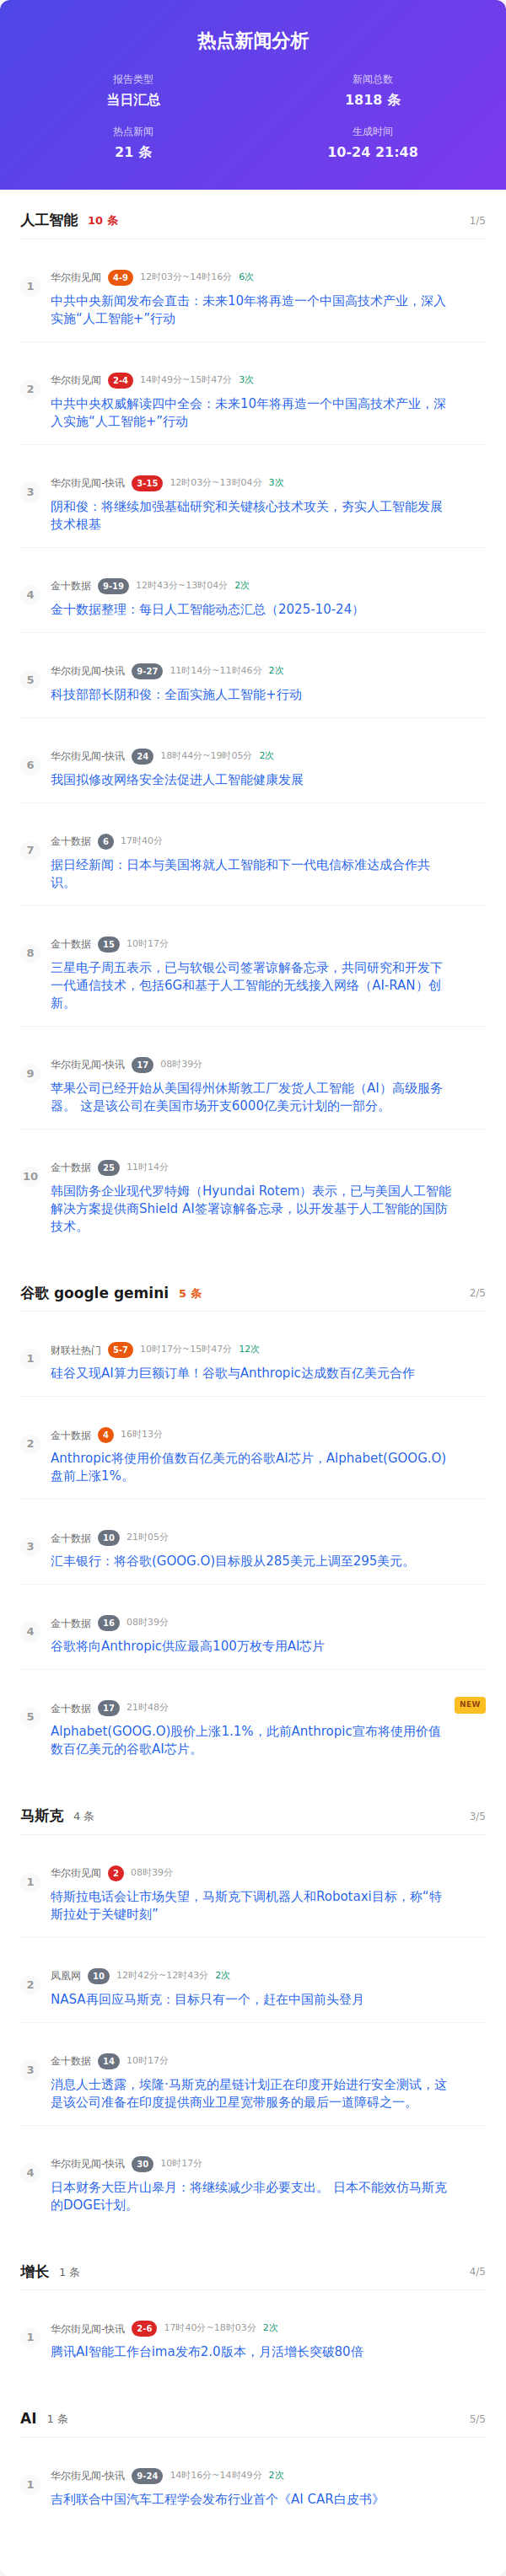 热点新闻分析
报告类型 新闻总数
当日汇总 1818 条
热点新闻 生成时间
21 条 10-24 21:48
人工智能 10 条 1/5
1 华尔街见闻 4-9 12时03分~14时16分 6次
中共中央新闻发布会直击：未来10年将再造一个中国高技术产业，深入
实施“人工智能+”行动
2 华尔街见闻 2-4 14时49分~15时47分 3次
中共中央权威解读四中全会：未来10年将再造一个中国高技术产业，深
入实施“人工智能+”行动
3 华尔街见闻-快讯 3-15 12时03分~13时04分 3次
阴和俊：将继续加强基础研究和关键核心技术攻关，夯实人工智能发展
技术根基
4 金十数据 9-19 12时43分~13时04分 2次
金十数据整理：每日人工智能动态汇总（2025-10-24）
5 华尔街见闻-快讯 9-27 11时14分~11时46分 2次
科技部部长阴和俊：全面实施人工智能+行动
6 华尔街见闻-快讯 24 18时44分~19时05分 2次
我国拟修改网络安全法促进人工智能健康发展
7 金十数据 6 17时40分
据日经新闻：日本与美国将就人工智能和下一代电信标准达成合作共
识。
8 金十数据 15 10时17分
三星电子周五表示，已与软银公司签署谅解备忘录，共同研究和开发下
一代通信技术，包括6G和基于人工智能的无线接入网络（AI-RAN）创
新。
9 华尔街见闻-快讯 17 08时39分
苹果公司已经开始从美国得州休斯敦工厂发货人工智能（AI）高级服务
器。 这是该公司在美国市场开支6000亿美元计划的一部分。
10 金十数据 25 11时14分
韩国防务企业现代罗特姆（Hyundai Rotem）表示，已与美国人工智能
解决方案提供商Shield AI签署谅解备忘录，以开发基于人工智能的国防
技术。
谷歌 google gemini 5 条 2/5
1 财联社热门 5-7 10时17分~15时47分 12次
硅谷又现AI算力巨额订单！谷歌与Anthropic达成数百亿美元合作
2 金十数据 4 16时13分
Anthropic将使用价值数百亿美元的谷歌AI芯片，Alphabet(GOOG.O)
盘前上涨1%。
3 金十数据 10 21时05分
汇丰银行：将谷歌(GOOG.O)目标股从285美元上调至295美元。
4 金十数据 16 08时39分
谷歌将向Anthropic供应最高100万枚专用AI芯片
5 金十数据 17 21时48分 NEW
Alphabet(GOOG.O)股价上涨1.1%，此前Anthropic宣布将使用价值
数百亿美元的谷歌AI芯片。
马斯克 4 条 3/5
1 华尔街见闻 2 08时39分
特斯拉电话会让市场失望，马斯克下调机器人和Robotaxi目标，称“特
斯拉处于关键时刻”
2 凤凰网 10 12时42分~12时43分 2次
NASA再回应马斯克：目标只有一个，赶在中国前头登月
3 金十数据 14 10时17分
消息人士透露，埃隆·马斯克的星链计划正在印度开始进行安全测试，这
是该公司准备在印度提供商业卫星宽带服务的最后一道障碍之一。
4 华尔街见闻-快讯 30 10时17分
日本财务大臣片山皋月：将继续减少非必要支出。 日本不能效仿马斯克
的DOGE计划。
增长 1 条 4/5
1 华尔街见闻-快讯 2-6 17时40分~18时03分 2次
腾讯AI智能工作台ima发布2.0版本，月活增长突破80倍
AI 1 条 5/5
1 华尔街见闻-快讯 9-24 14时16分~14时49分 2次
吉利联合中国汽车工程学会发布行业首个《AI CAR白皮书》